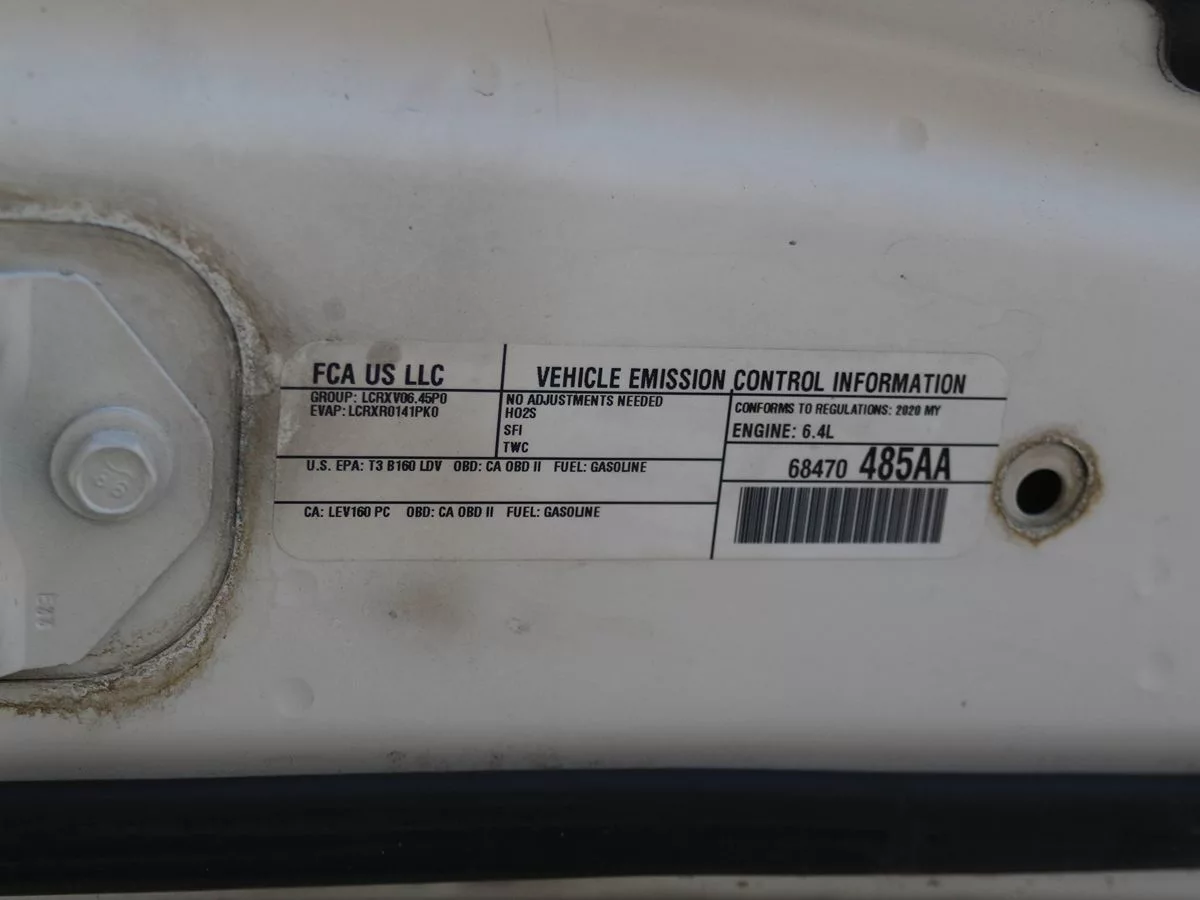 FCA US LLC
VEHICLE EMISSION CONTROL INFORMATION
GROUP: LCRXV06.45P0
EVAP: LCRXR0141PK0
NO ADJUSTMENTS NEEDED
HO2S
SFI
TWC
CONFORMS TO REGULATIONS: 2020 MY
ENGINE: 6.4L
68470 485AA
U.S. EPA: T3 B160 LDV OBD: CA OBD II FUEL: GASOLINE
CA: LEV160 PC OBD: CA OBD II FUEL: GASOLINE